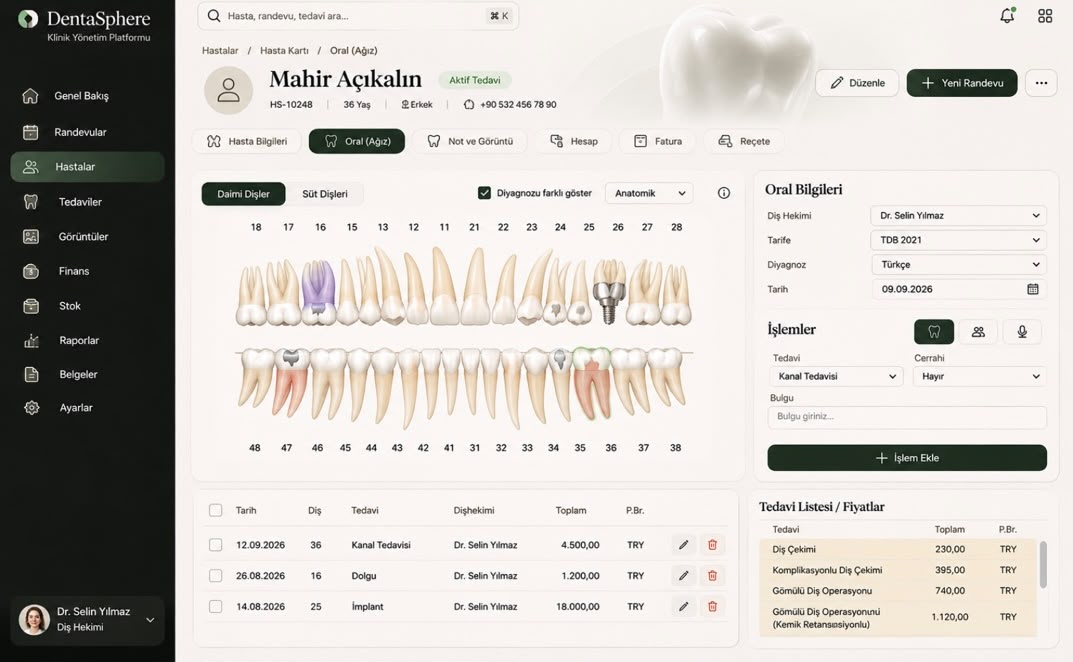 DentaSphere
Klinik Yönetim Platformu
Genel Bakış
Randevular
Hastalar
Tedaviler
Görüntüler
Finans
Stok
Raporlar
Belgeler
Ayarlar
Dr. Selin Yılmaz
Diş Hekimi
Hasta, randevu, tedavi ara...
⌘ K
Hastalar / Hasta Kartı / Oral (Ağız)
Mahir Açıkalın
Aktif Tedavi
HS-10248 | 36 Yaş | Erkek | +90 532 456 78 90
Düzenle
+ Yeni Randevu
Hasta Bilgileri
Oral (Ağız)
Not ve Görüntü
Hesap
Fatura
Reçete
Daimi Dişler
Süt Dişleri
Diyagnozu farklı göster
Anatomik
18 17 16 15 13 12 11 21 22 23 24 25 26 27 28
48 47 46 45 44 43 42 41 31 32 33 34 35 36 37 38
Oral Bilgileri
Diş Hekimi Dr. Selin Yılmaz
Tarife TDB 2021
Diyagnoz Türkçe
Tarih 09.09.2026
İşlemler
Tedavi Cerrahi
Kanal Tedavisi Hayır
Bulgu
Bulgu giriniz...
+ İşlem Ekle
Tarih Diş Tedavi Dişhekimi Toplam P.Br.
12.09.2026 36 Kanal Tedavisi Dr. Selin Yılmaz 4.500,00 TRY
26.08.2026 16 Dolgu Dr. Selin Yılmaz 1.200,00 TRY
14.08.2026 25 İmplant Dr. Selin Yılmaz 18.000,00 TRY
Tedavi Listesi / Fiyatlar
Tedavi Toplam P.Br.
Diş Çekimi 230,00 TRY
Komplikasyonlu Diş Çekimi 395,00 TRY
Gömülü Diş Operasyonu 740,00 TRY
Gömülü Diş Operasyonunu
(Kemik Retansısiyonlu) 1.120,00 TRY